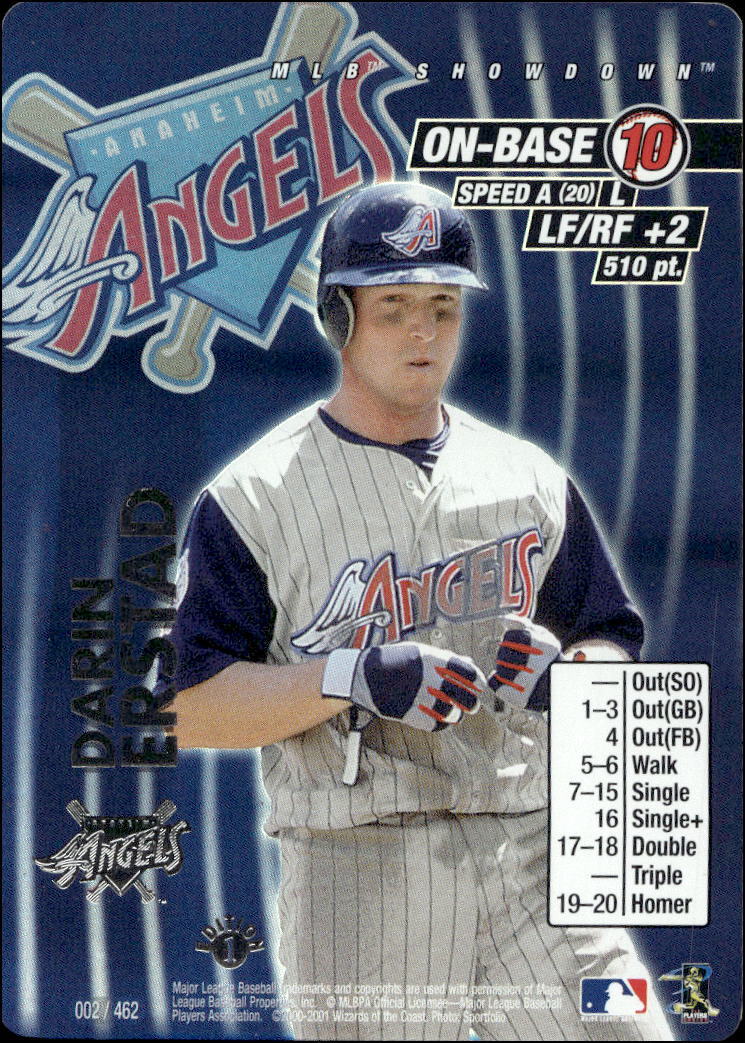 MLB™ SHOWDOWN™
·ANAHEIM·
ANGELS
ON-BASE 10
SPEED A (20) L
LF/RF +2
510 pt.
A
ANGELS
DARIN
ERSTAD
— Out(SO)
1–3 Out(GB)
4 Out(FB)
5–6 Walk
7–15 Single
16 Single+
17–18 Double
— Triple
19–20 Homer
ANGELS
EDITION
1
002 / 462
Major League Baseball trademarks and copyrights are used with permission of Major
League Baseball Properties, Inc. © MLBPA Official Licensee—Major League Baseball
Players Association. ©2000-2001 Wizards of the Coast. Photo: Sportfolio
PLAYERS